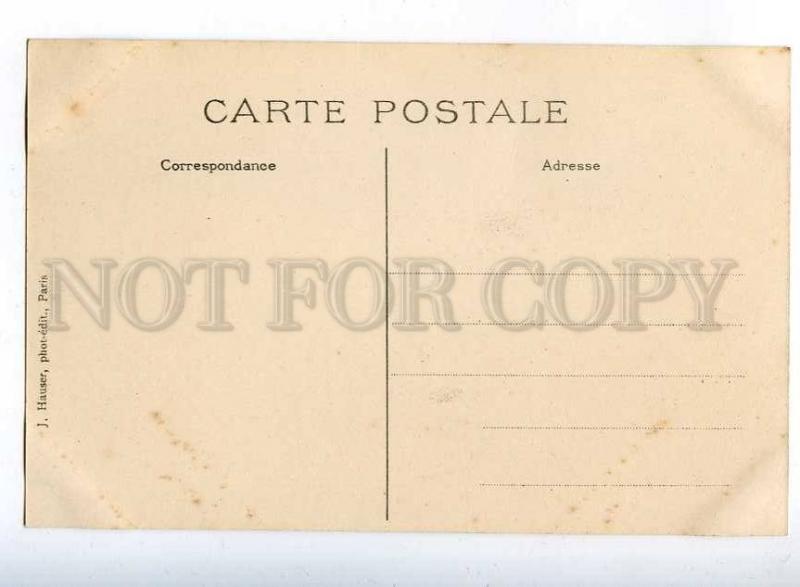 CARTE POSTALE
Correspondance
Adresse
NOT FOR COPY
J. Hauser, phot-édit., Paris